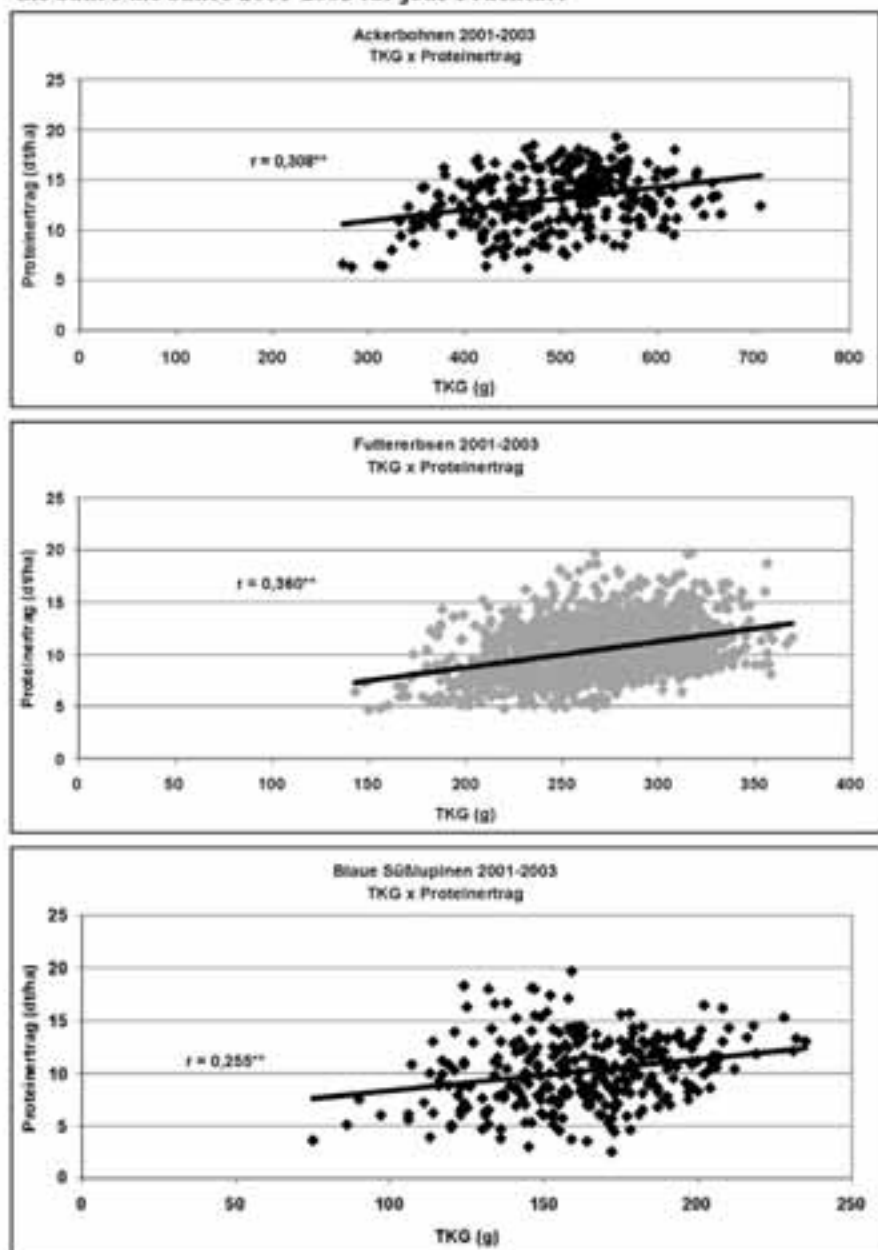 Ackerbohnen 2001-2003
TKG x Proteinertrag
Proteinertrag (dt/ha)
25
20
15
10
5
0
r = 0,308**
0 100 200 300 400 500 600 700 800
TKG (g)
Futtererbsen 2001-2003
TKG x Proteinertrag
Proteinertrag (dt/ha)
25
20
15
10
5
0
r = 0,360**
0 50 100 150 200 250 300 350 400
TKG (g)
Blaue Süßlupinen 2001-2003
TKG x Proteinertrag
Proteinertrag (dt/ha)
25
20
15
10
5
0
r = 0,255**
0 50 100 150 200 250
TKG (g)